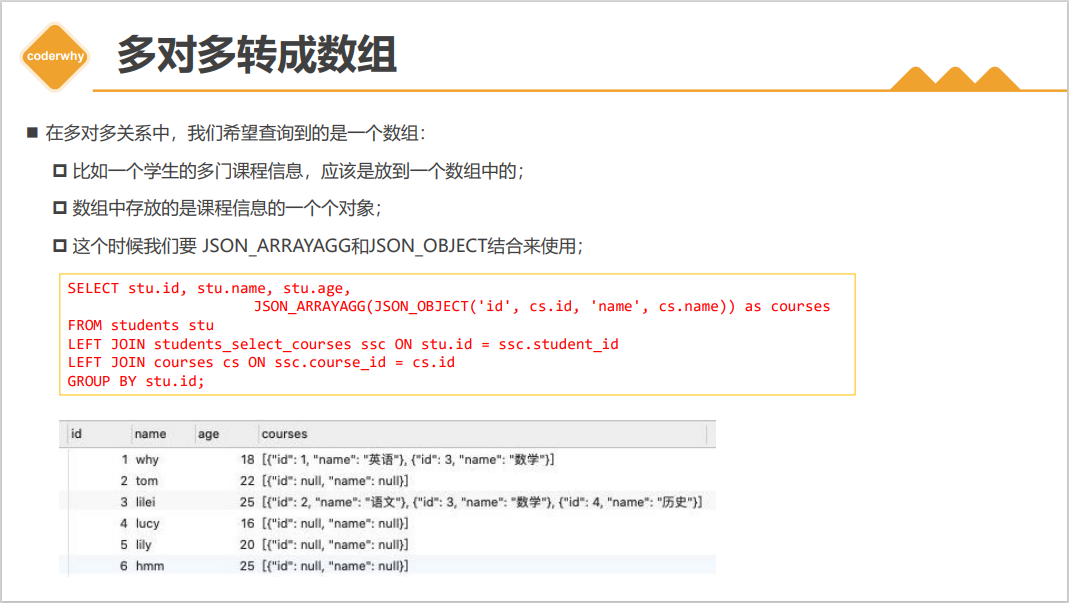 coderwhy
多对多转成数组
在多对多关系中，我们希望查询到的是一个数组：
比如一个学生的多门课程信息，应该是放到一个数组中的；
数组中存放的是课程信息的一个个对象；
这个时候我们要 JSON_ARRAYAGG和JSON_OBJECT结合来使用；
SELECT stu.id, stu.name, stu.age,
JSON_ARRAYAGG(JSON_OBJECT('id', cs.id, 'name', cs.name)) as courses
FROM students stu
LEFT JOIN students_select_courses ssc ON stu.id = ssc.student_id
LEFT JOIN courses cs ON ssc.course_id = cs.id
GROUP BY stu.id;
id name age courses
1 why 18 [{"id": 1, "name": "英语"}, {"id": 3, "name": "数学"}]
2 tom 22 [{"id": null, "name": null}]
3 lilei 25 [{"id": 2, "name": "语文"}, {"id": 3, "name": "数学"}, {"id": 4, "name": "历史"}]
4 lucy 16 [{"id": null, "name": null}]
5 lily 20 [{"id": null, "name": null}]
6 hmm 25 [{"id": null, "name": null}]